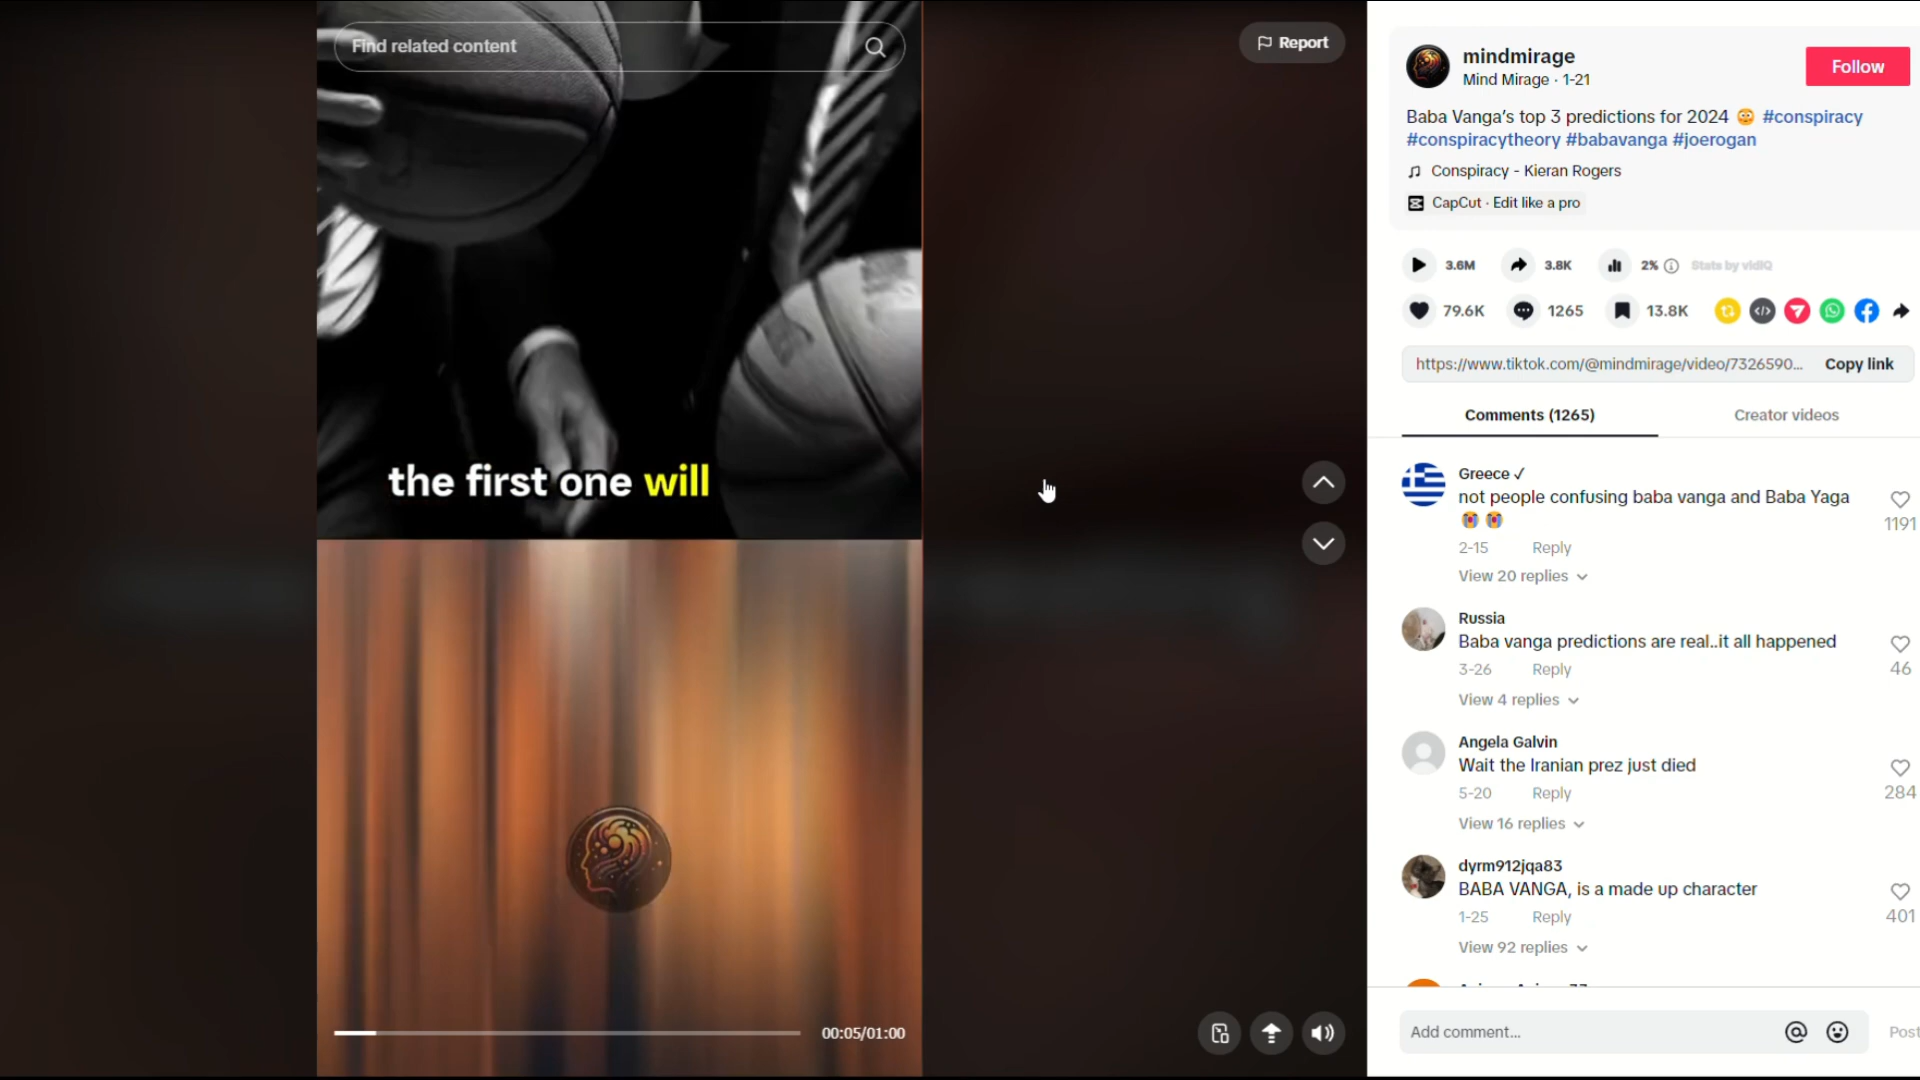 Find related content
Report
the first one will
00:05/01:00
mindmirage
Mind Mirage · 1-21
Follow
Baba Vanga's top 3 predictions for 2024 😳 #conspiracy
#conspiracytheory #babavanga #joerogan
Conspiracy - Kieran Rogers
CapCut · Edit like a pro
3.6M 3.8K 2% Stats by vidIQ
79.6K 1265 13.8K
https://www.tiktok.com/@mindmirage/video/7326590... Copy link
Comments (1265) Creator videos
Greece ✓
not people confusing baba vanga and Baba Yaga
😭 😭
1191
2-15 Reply
View 20 replies
Russia
Baba vanga predictions are real..it all happened
46
3-26 Reply
View 4 replies
Angela Galvin
Wait the Iranian prez just died
284
5-20 Reply
View 16 replies
dyrm912jqa83
BABA VANGA, is a made up character
401
1-25 Reply
View 92 replies
Add comment... Post